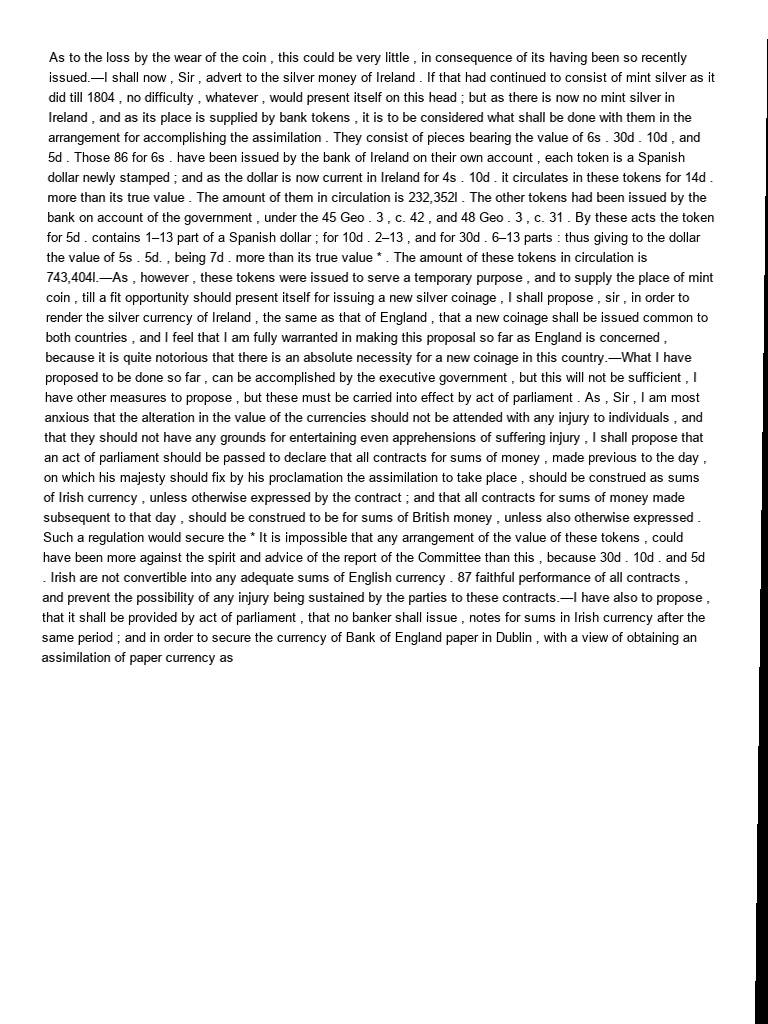 As to the loss by the wear of the coin , this could be very little , in consequence of its having been so recently
issued.—I shall now , Sir , advert to the silver money of Ireland . If that had continued to consist of mint silver as it
did till 1804 , no difficulty , whatever , would present itself on this head ; but as there is now no mint silver in
Ireland , and as its place is supplied by bank tokens , it is to be considered what shall be done with them in the
arrangement for accomplishing the assimilation . They consist of pieces bearing the value of 6s . 30d . 10d , and
5d . Those 86 for 6s . have been issued by the bank of Ireland on their own account , each token is a Spanish
dollar newly stamped ; and as the dollar is now current in Ireland for 4s . 10d . it circulates in these tokens for 14d .
more than its true value . The amount of them in circulation is 232,352l . The other tokens had been issued by the
bank on account of the government , under the 45 Geo . 3 , c. 42 , and 48 Geo . 3 , c. 31 . By these acts the token
for 5d . contains 1–13 part of a Spanish dollar ; for 10d . 2–13 , and for 30d . 6–13 parts : thus giving to the dollar
the value of 5s . 5d. , being 7d . more than its true value * . The amount of these tokens in circulation is
743,404l.—As , however , these tokens were issued to serve a temporary purpose , and to supply the place of mint
coin , till a fit opportunity should present itself for issuing a new silver coinage , I shall propose , sir , in order to
render the silver currency of Ireland , the same as that of England , that a new coinage shall be issued common to
both countries , and I feel that I am fully warranted in making this proposal so far as England is concerned ,
because it is quite notorious that there is an absolute necessity for a new coinage in this country.—What I have
proposed to be done so far , can be accomplished by the executive government , but this will not be sufficient , I
have other measures to propose , but these must be carried into effect by act of parliament . As , Sir , I am most
anxious that the alteration in the value of the currencies should not be attended with any injury to individuals , and
that they should not have any grounds for entertaining even apprehensions of suffering injury , I shall propose that
an act of parliament should be passed to declare that all contracts for sums of money , made previous to the day ,
on which his majesty should fix by his proclamation the assimilation to take place , should be construed as sums
of Irish currency , unless otherwise expressed by the contract ; and that all contracts for sums of money made
subsequent to that day , should be construed to be for sums of British money , unless also otherwise expressed .
Such a regulation would secure the * It is impossible that any arrangement of the value of these tokens , could
have been more against the spirit and advice of the report of the Committee than this , because 30d . 10d . and 5d
. Irish are not convertible into any adequate sums of English currency . 87 faithful performance of all contracts ,
and prevent the possibility of any injury being sustained by the parties to these contracts.—I have also to propose ,
that it shall be provided by act of parliament , that no banker shall issue , notes for sums in Irish currency after the
same period ; and in order to secure the currency of Bank of England paper in Dublin , with a view of obtaining an
assimilation of paper currency as